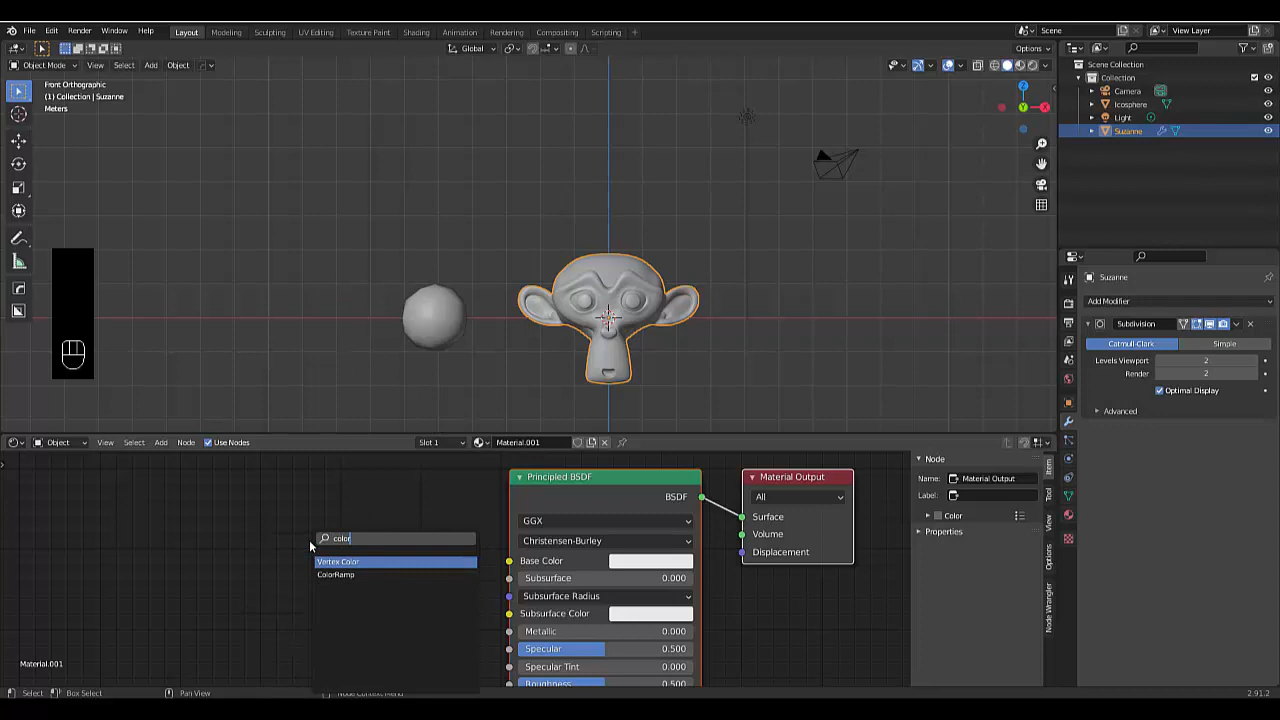 File Edit Render Window Help Layout Modeling Sculpting UV Editing Texture Paint Shading Animation Rendering Compositing Scripting + Scene View Layer
Global Options
Object Mode View Select Add Object
Front Orthographic
(1) Collection | Suzanne
Meters
Z
Y
X
Scene Collection
Collection
Camera
Icosphere
Light
Suzanne
Suzanne
Add Modifier
Subdivision
Catmull-Clark Simple
Levels Viewport 2
Render 2
Optimal Display
Advanced
Object View Select Add Node Use Nodes Slot 1 Material.001
Principled BSDF
BSDF
GGX
Christensen-Burley
Base Color
Subsurface 0.000
Subsurface Radius
Subsurface Color
Metallic 0.000
Specular 0.500
Specular Tint 0.000
Roughness 0.500
Material Output
All
Surface
Volume
Displacement
color
Vertex Color
ColorRamp
Node
Name: Material Output
Label:
Color
Properties
Item
Tool
View
Options
Node Wrangler
Material.001
Select Box Select Pan View Node Context Menu 2.91.2